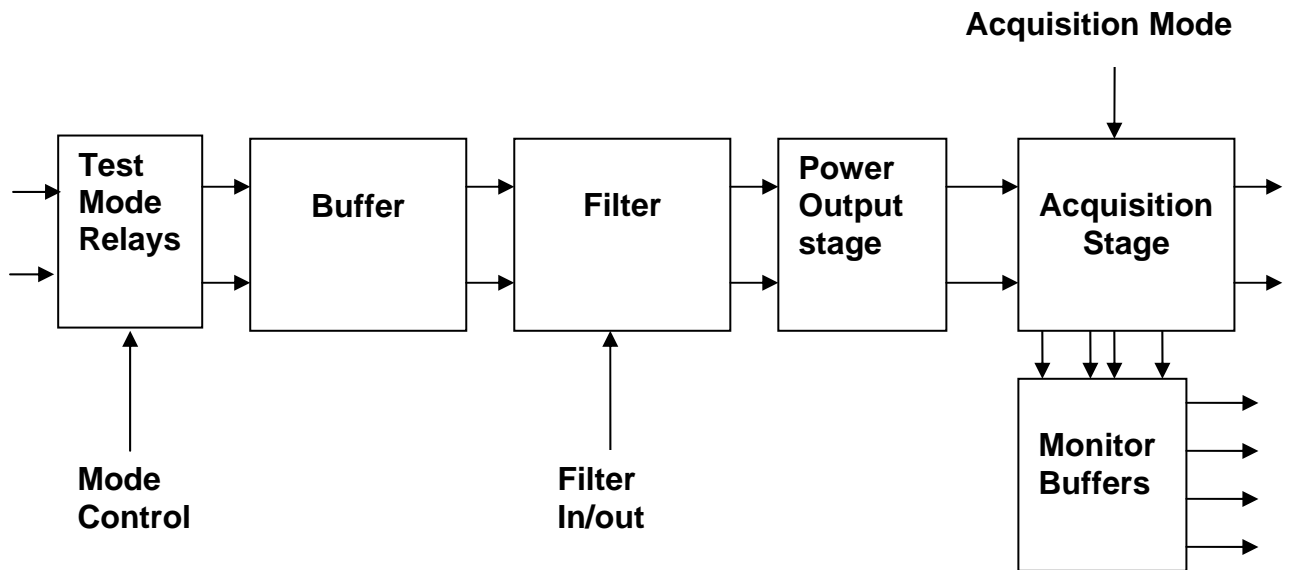 Acquisition Mode
Test
Mode
Relays
Buffer
Filter
Power
Output
stage
Acquisition
Stage
Monitor
Buffers
Mode
Control
Filter
In/out